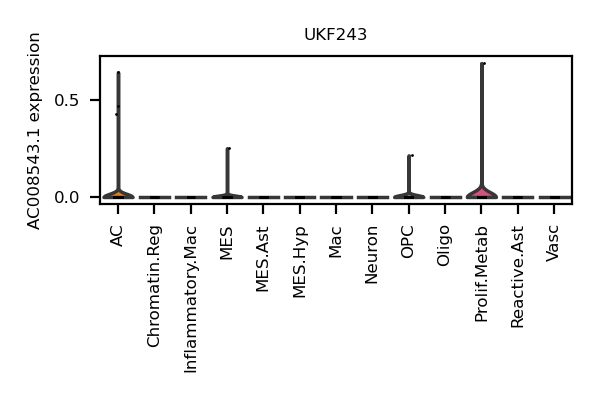 UKF243
AC008543.1 expression
0.5
0.0
AC
Chromatin.Reg
Inflammatory.Mac
MES
MES.Ast
MES.Hyp
Mac
Neuron
OPC
Oligo
Prolif.Metab
Reactive.Ast
Vasc